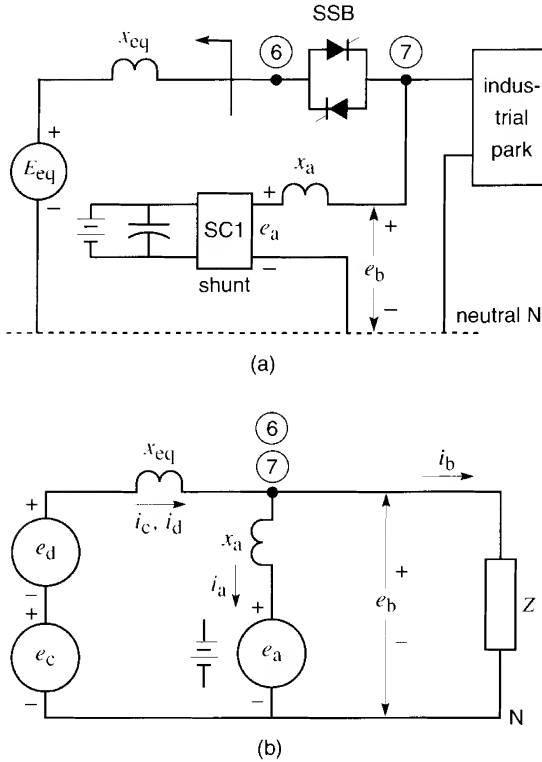 SSB
x_eq
6
7
indus-
trial
park
+
E_eq
−
x_a
+
SC1
e_a
−
shunt
+
e_b
−
neutral N
(a)
6
7
x_eq
i_b
i_c, i_d
+
e_d
−
x_a
i_a
+
e_c
−
+
e_a
−
+
e_b
−
Z
N
(b)